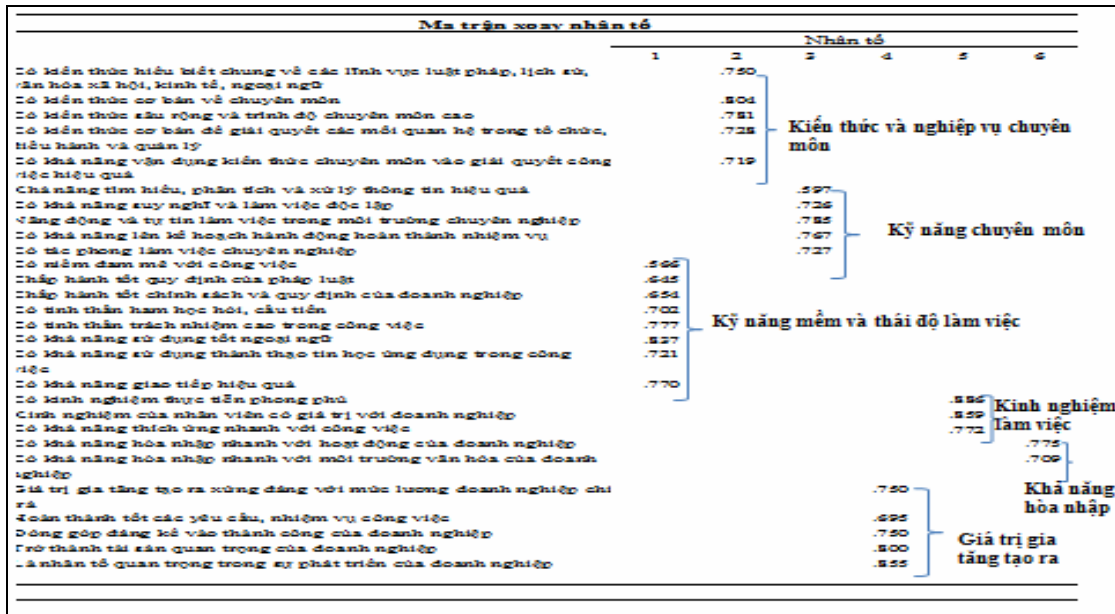 Ma trận xoay nhân tố
Nhân tố
1 2 3 4 5 6
Có kiến thức hiểu biết chung về các lĩnh vực luật pháp, lịch sử, .750
văn hóa xã hội, kinh tế, ngoại ngữ
Có kiến thức cơ bản về chuyên môn .804
Có kiến thức sâu rộng và trình độ chuyên môn cao .781
Có kiến thức cơ bản để giải quyết các mối quan hệ trong tổ chức, .728
điều hành và quản lý
Có khả năng vận dụng kiến thức chuyên môn vào giải quyết công .719
việc hiệu quả
Kiến thức và nghiệp vụ chuyên
môn
Khả năng tìm hiểu, phân tích và xử lý thông tin hiệu quả .597
Có khả năng suy nghĩ và làm việc độc lập .726
Năng động và tự tin làm việc trong môi trường chuyên nghiệp .785
Có khả năng lên kế hoạch hành động hoàn thành nhiệm vụ .767
Có tác phong làm việc chuyên nghiệp .727
Kỹ năng chuyên môn
Có niềm đam mê với công việc .566
Chấp hành tốt quy định của pháp luật .645
Chấp hành tốt chính sách và quy định của doanh nghiệp .654
Có tinh thần ham học hỏi, cầu tiến .702
Có tinh thần trách nhiệm cao trong công việc .777
Có khả năng sử dụng tốt ngoại ngữ .837
Có khả năng sử dụng thành thạo tin học ứng dụng trong công .721
việc
Có khả năng giao tiếp hiệu quả .770
Kỹ năng mềm và thái độ làm việc
Có kinh nghiệm thực tiễn phong phú .886
Kinh nghiệm của nhân viên có giá trị với doanh nghiệp .859
Có khả năng thích ứng nhanh với công việc .772
Kinh nghiệm
làm việc
Có khả năng hòa nhập nhanh với hoạt động của doanh nghiệp .775
Có khả năng hòa nhập nhanh với môi trường văn hóa của doanh .709
nghiệp
Khả năng
hòa nhập
Giá trị gia tăng tạo ra xứng đáng với mức lương doanh nghiệp chi .750
trả
Hoàn thành tốt các yêu cầu, nhiệm vụ công việc .695
Đóng góp đáng kể vào thành công của doanh nghiệp .750
Trở thành tài sản quan trọng của doanh nghiệp .800
Là nhân tố quan trọng trong sự phát triển của doanh nghiệp .855
Giá trị gia
tăng tạo ra